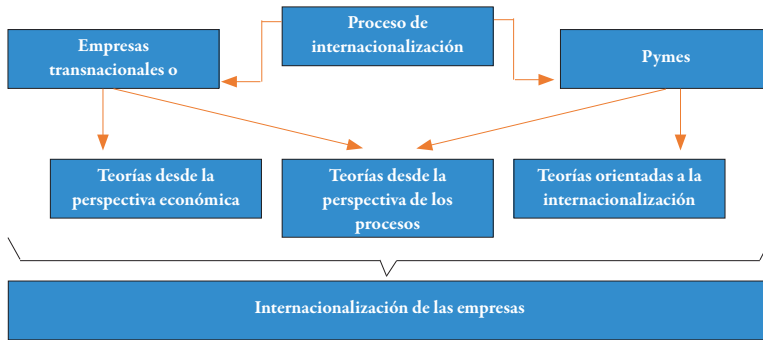 Proceso de
internacionalización
Empresas
transnacionales o
Pymes
Teorías desde la
perspectiva económica
Teorías desde la
perspectiva de los
procesos
Teorías orientadas a la
internacionalización
Internacionalización de las empresas